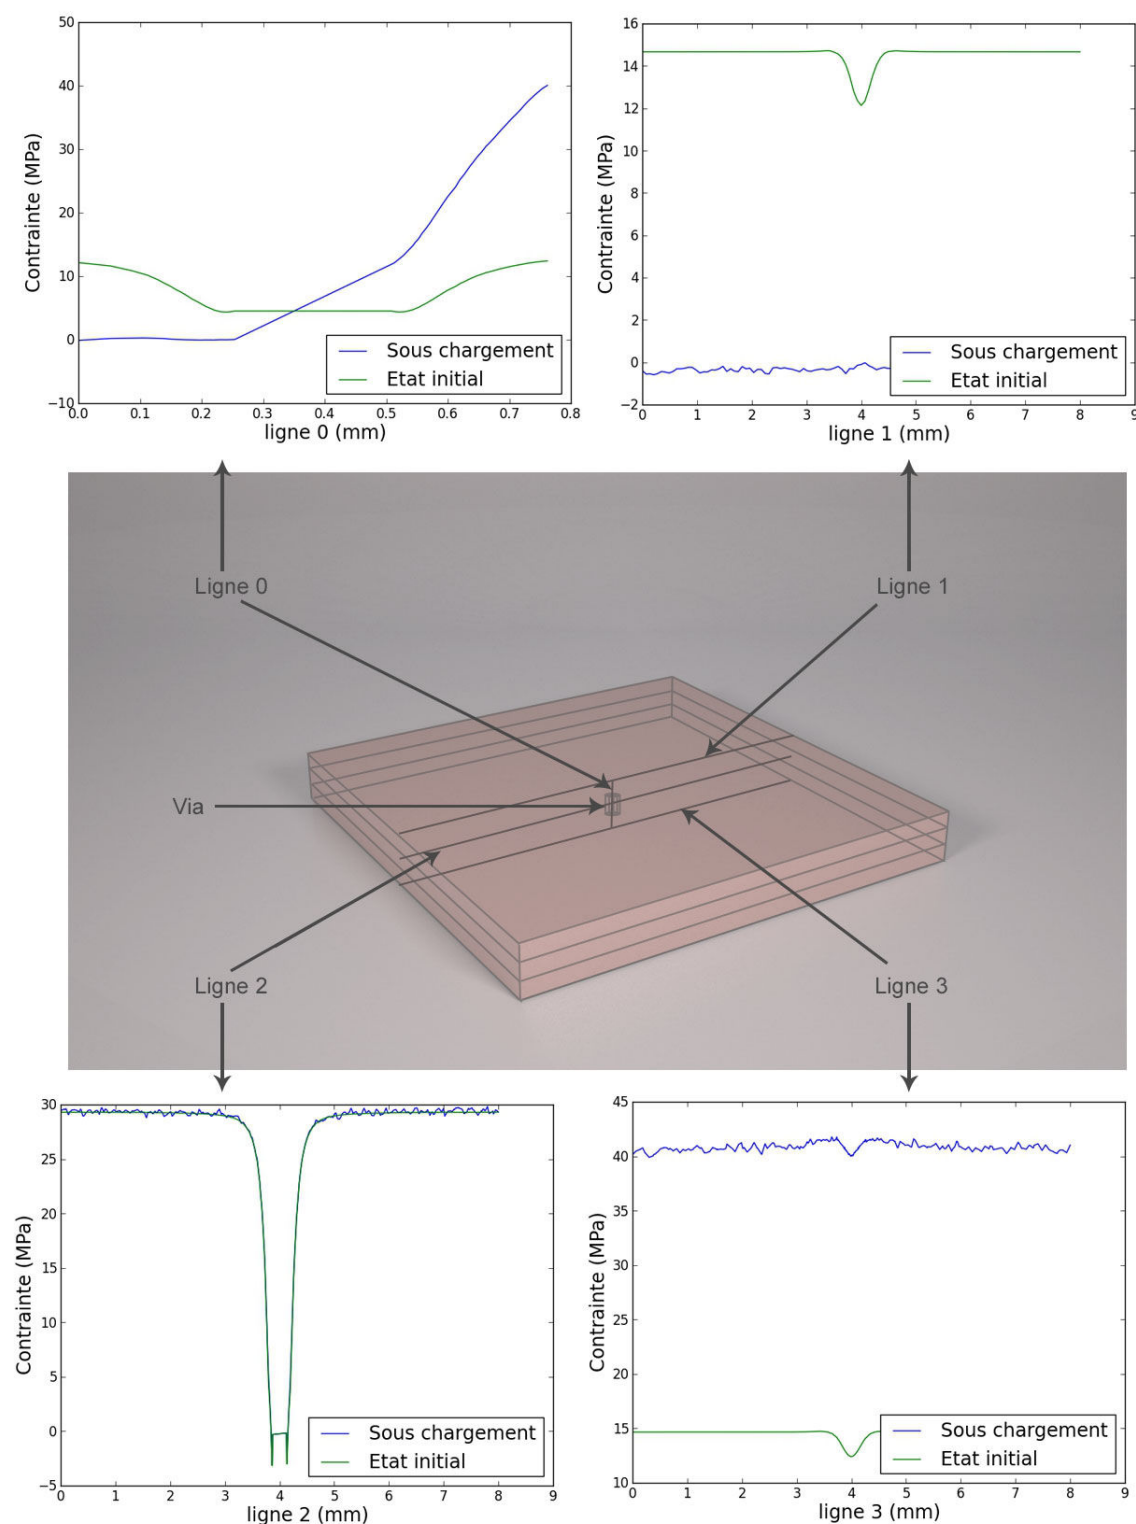 50
40
30
20
10
0
−10
0.0 0.1 0.2 0.3 0.4 0.5 0.6 0.7 0.8
Contrainte (MPa)
ligne 0 (mm)
Sous chargement
Etat initial
16
14
12
10
8
6
4
2
0
−2
0 1 2 3 4 5 6 7 8 9
Contrainte (MPa)
ligne 1 (mm)
Sous chargement
Etat initial
Ligne 0
Ligne 1
Via
Ligne 2
Ligne 3
30
25
20
15
10
5
0
−5
0 1 2 3 4 5 6 7 8 9
Contrainte (MPa)
ligne 2 (mm)
Sous chargement
Etat initial
45
40
35
30
25
20
15
10
0 1 2 3 4 5 6 7 8 9
Contrainte (MPa)
ligne 3 (mm)
Sous chargement
Etat initial